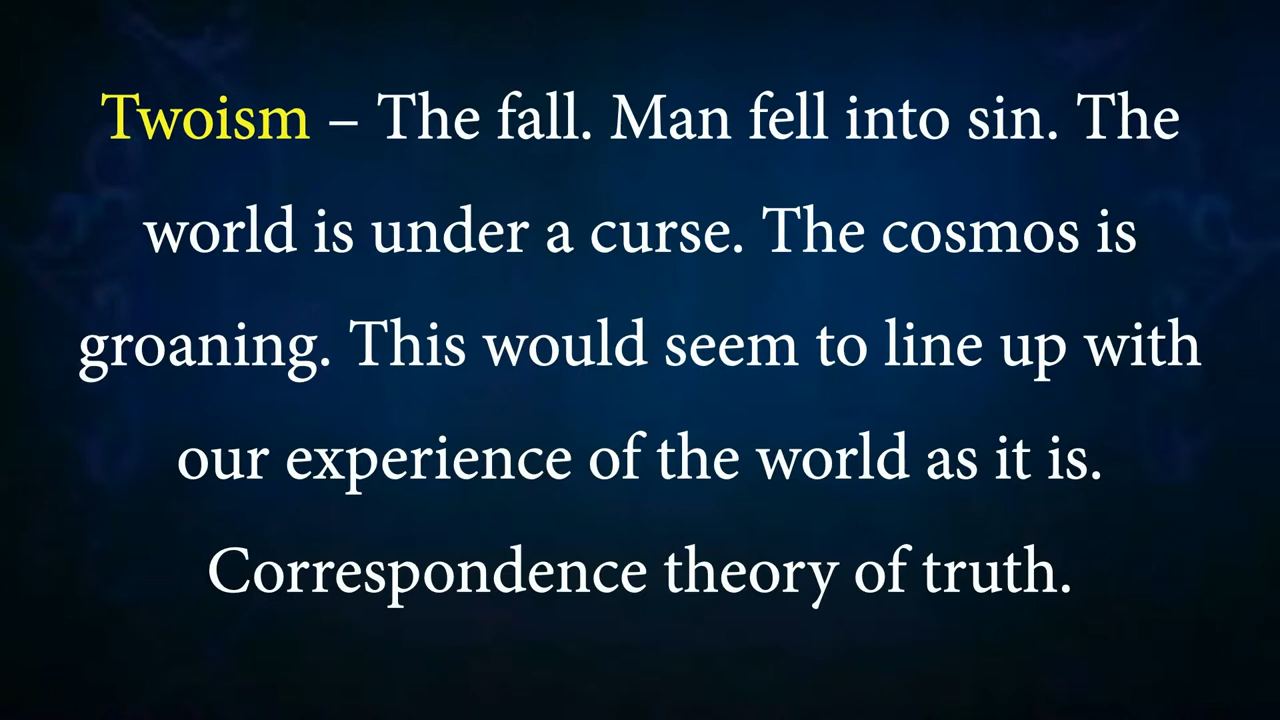 Twoism – The fall. Man fell into sin. The
world is under a curse. The cosmos is
groaning. This would seem to line up with
our experience of the world as it is.
Correspondence theory of truth.